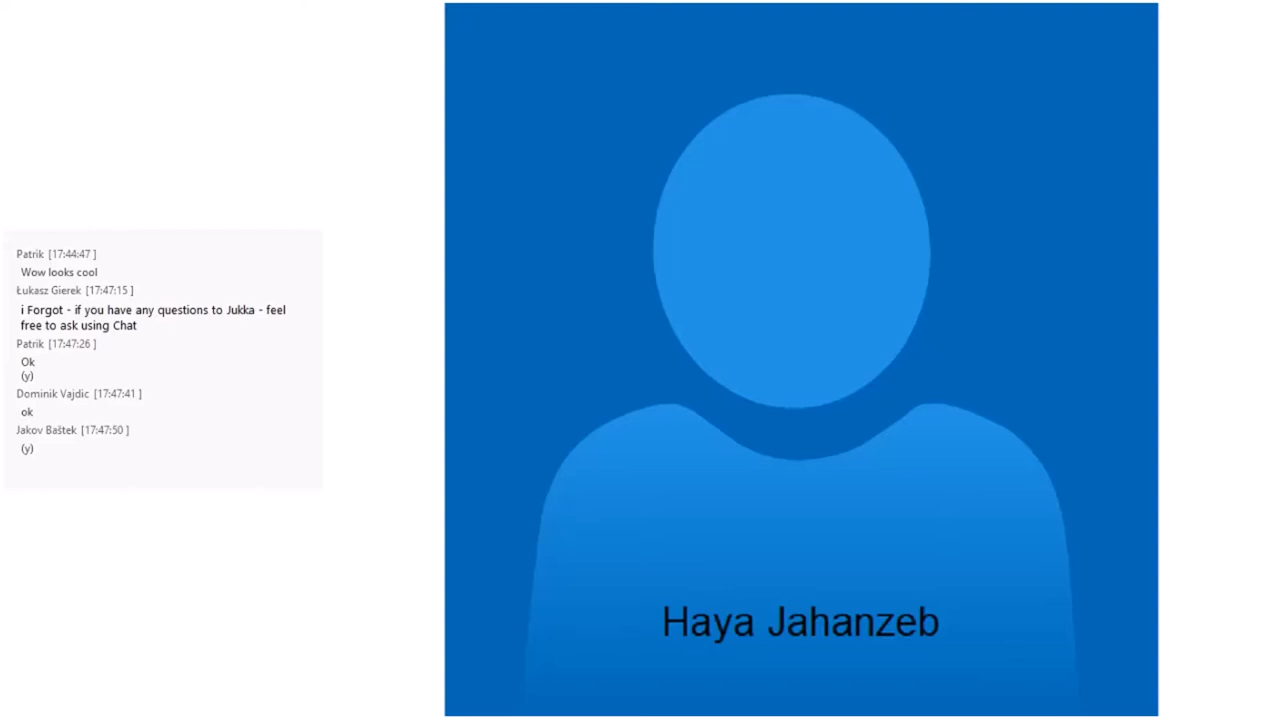 Patrik [17:44:47 ]
Wow looks cool
Łukasz Gierek [17:47:15 ]
i Forgot - if you have any questions to Jukka - feel
free to ask using Chat
Patrik [17:47:26 ]
Ok
(y)
Dominik Vajdic [17:47:41 ]
ok
Jakov Baštek [17:47:50 ]
(y)
Haya Jahanzeb